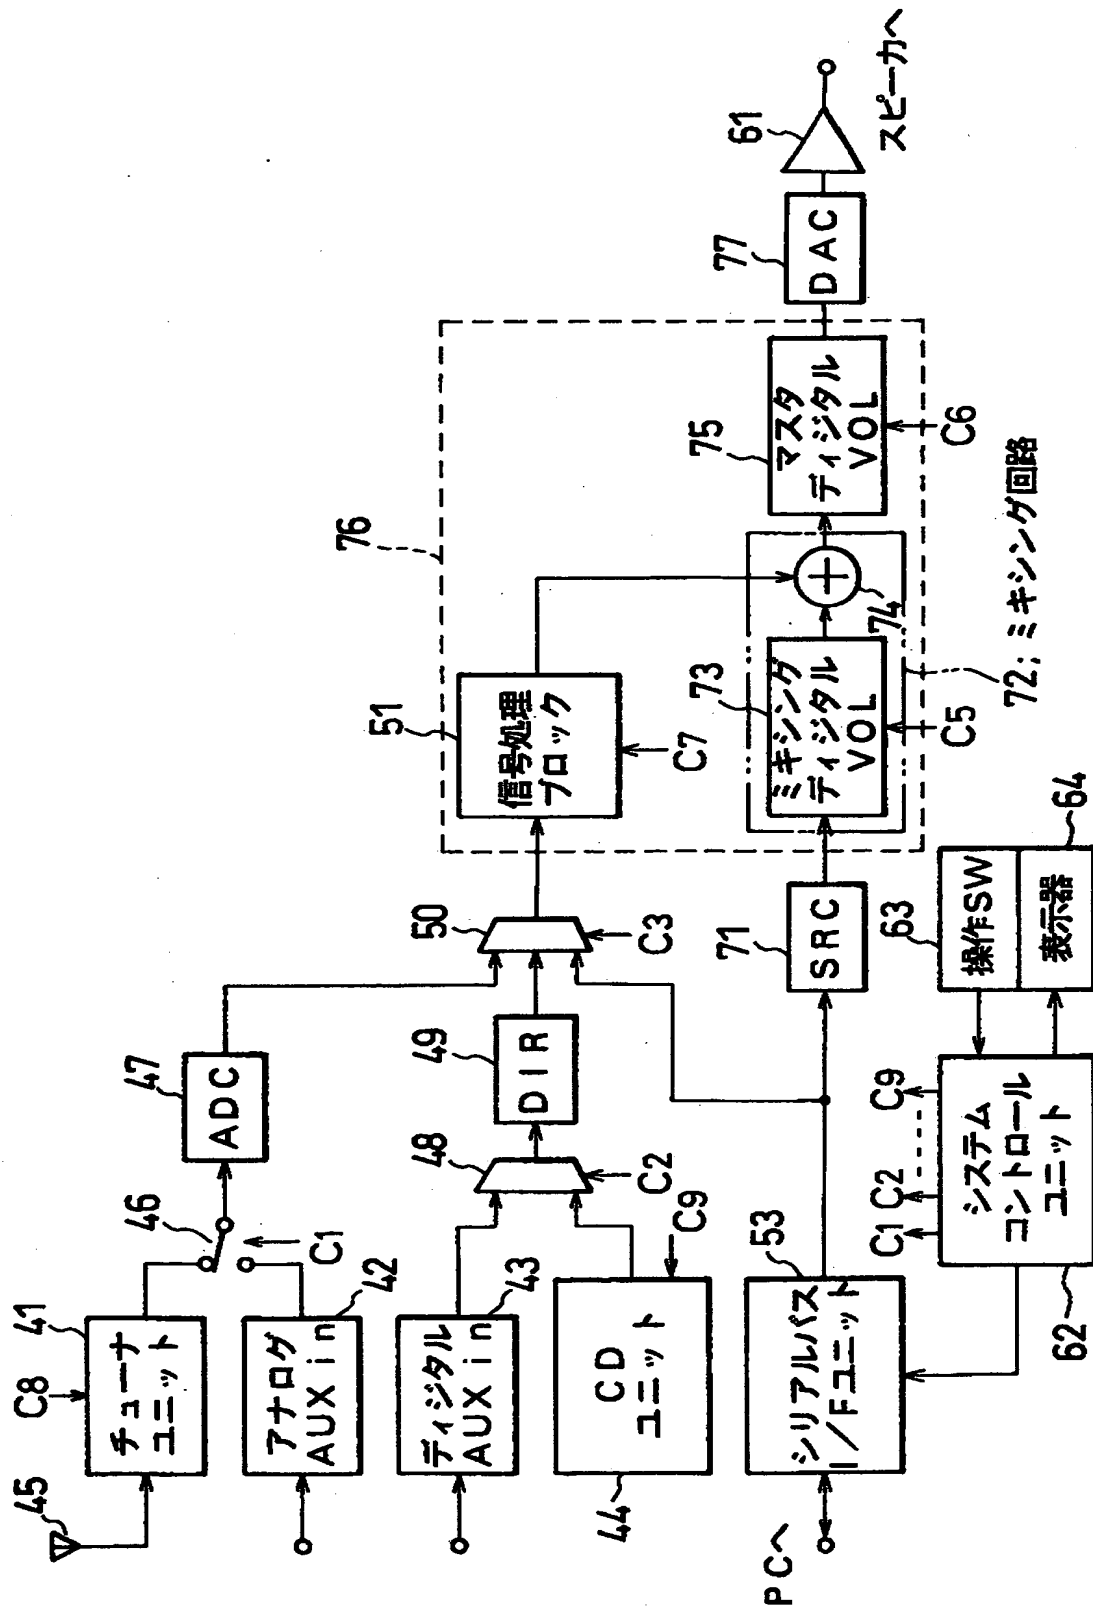 45
C8
41
チューナ
ユニット
46
47
ADC
C1
42
アナログ
AUX in
43
ディジタル
AUX in
48
C2
49
DIR
50
C3
44
CD
ユニット
C9
51
信号処理
ブロック
C7
76
PCへ
53
シリアルバス
I/Fユニット
71
SRC
73
ミキシング
ディジタル
VOL
C5
74
72;ミキシング回路
75
マスタ
ディジタル
VOL
C6
77
DAC
61
スピーカへ
62
システム
コントロール
ユニット
C1
C2
C9
63
操作SW
64
表示器